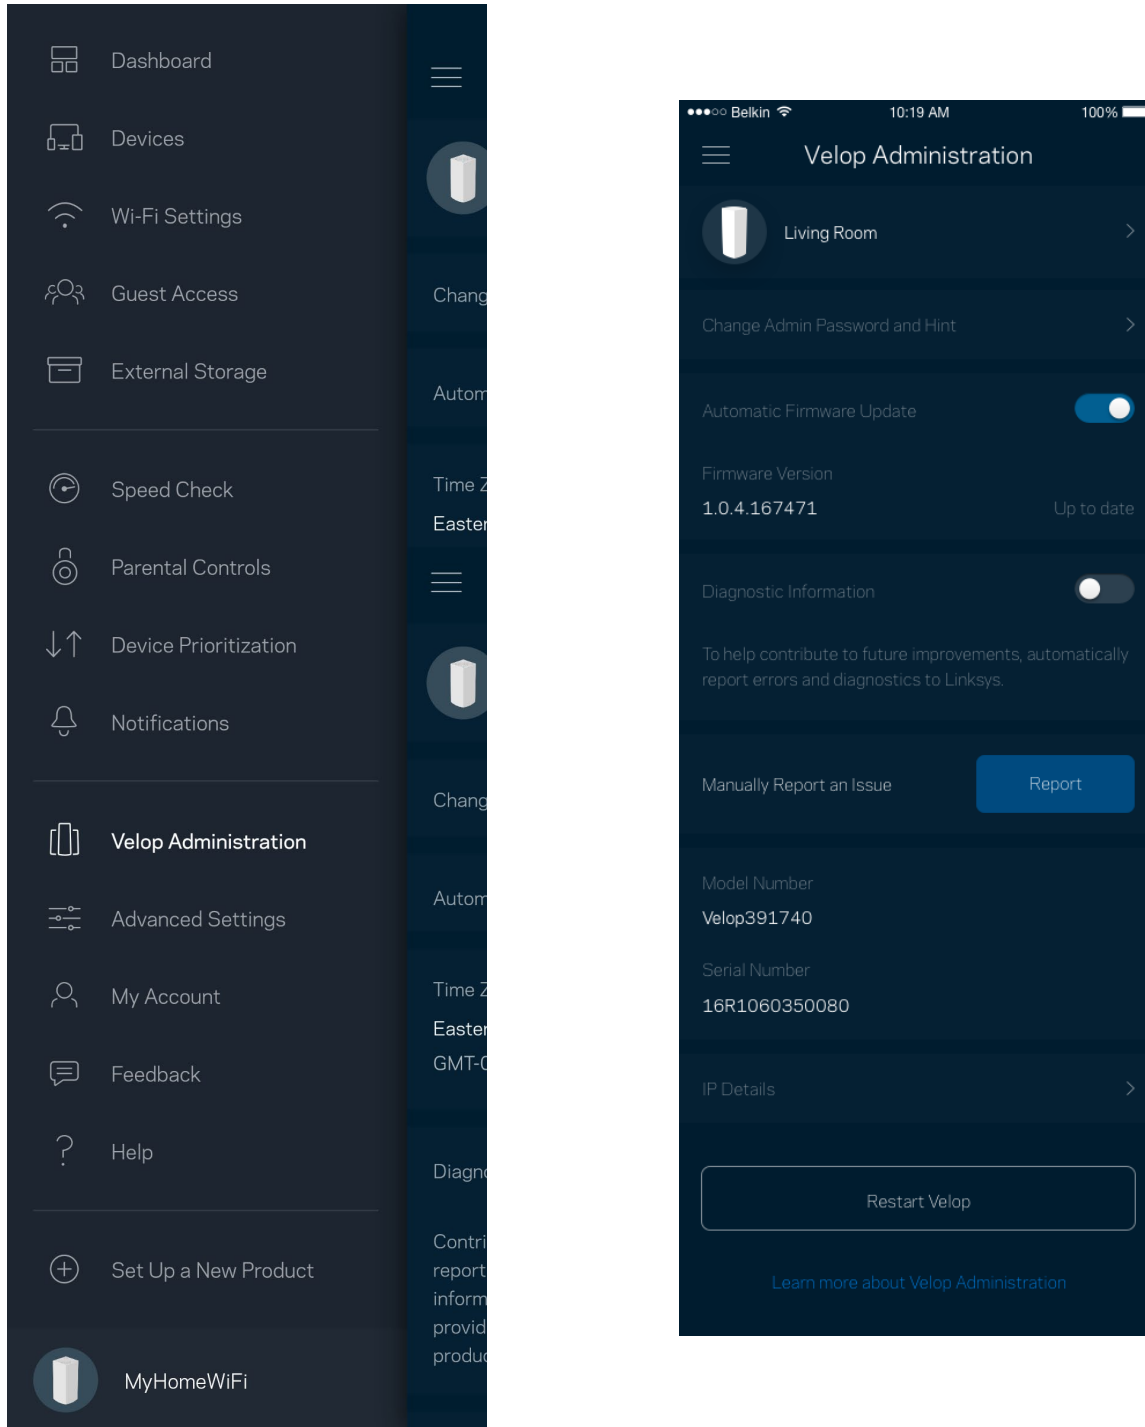 Dashboard
Devices
Wi-Fi Settings
Guest Access
External Storage
Speed Check
Parental Controls
Device Prioritization
Notifications
Velop Administration
Advanced Settings
My Account
Feedback
Help
Set Up a New Product
MyHomeWiFi
Chang
Autom
Time Z
Easter
Chang
Autom
Time Z
Easter
GMT-0
Diagno
Contri
report
inform
provid
produc
Belkin 10:19 AM 100%
Velop Administration
Living Room
Change Admin Password and Hint
Automatic Firmware Update
Firmware Version
1.0.4.167471 Up to date
Diagnostic Information
To help contribute to future improvements, automatically
report errors and diagnostics to Linksys.
Manually Report an Issue Report
Model Number
Velop391740
Serial Number
16R1060350080
IP Details
Restart Velop
Learn more about Velop Administration